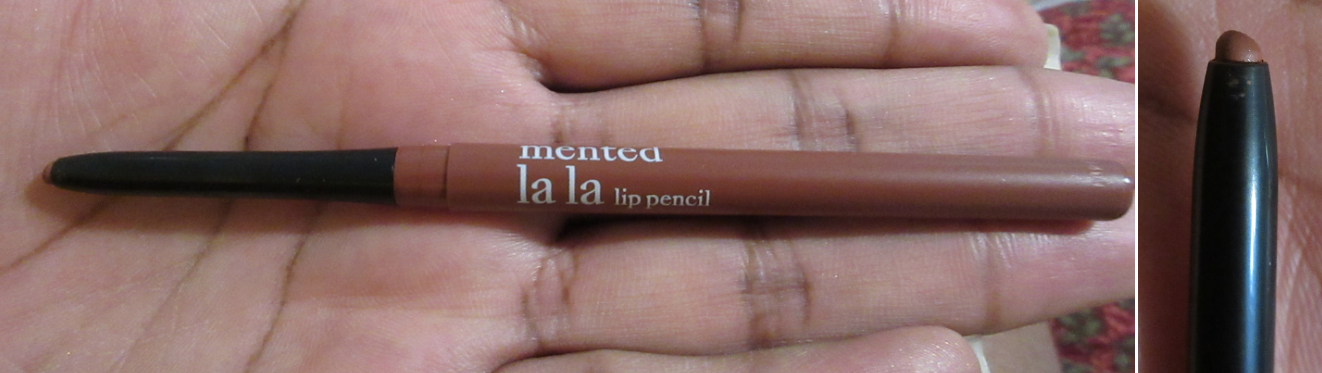 mented
la la lip pencil